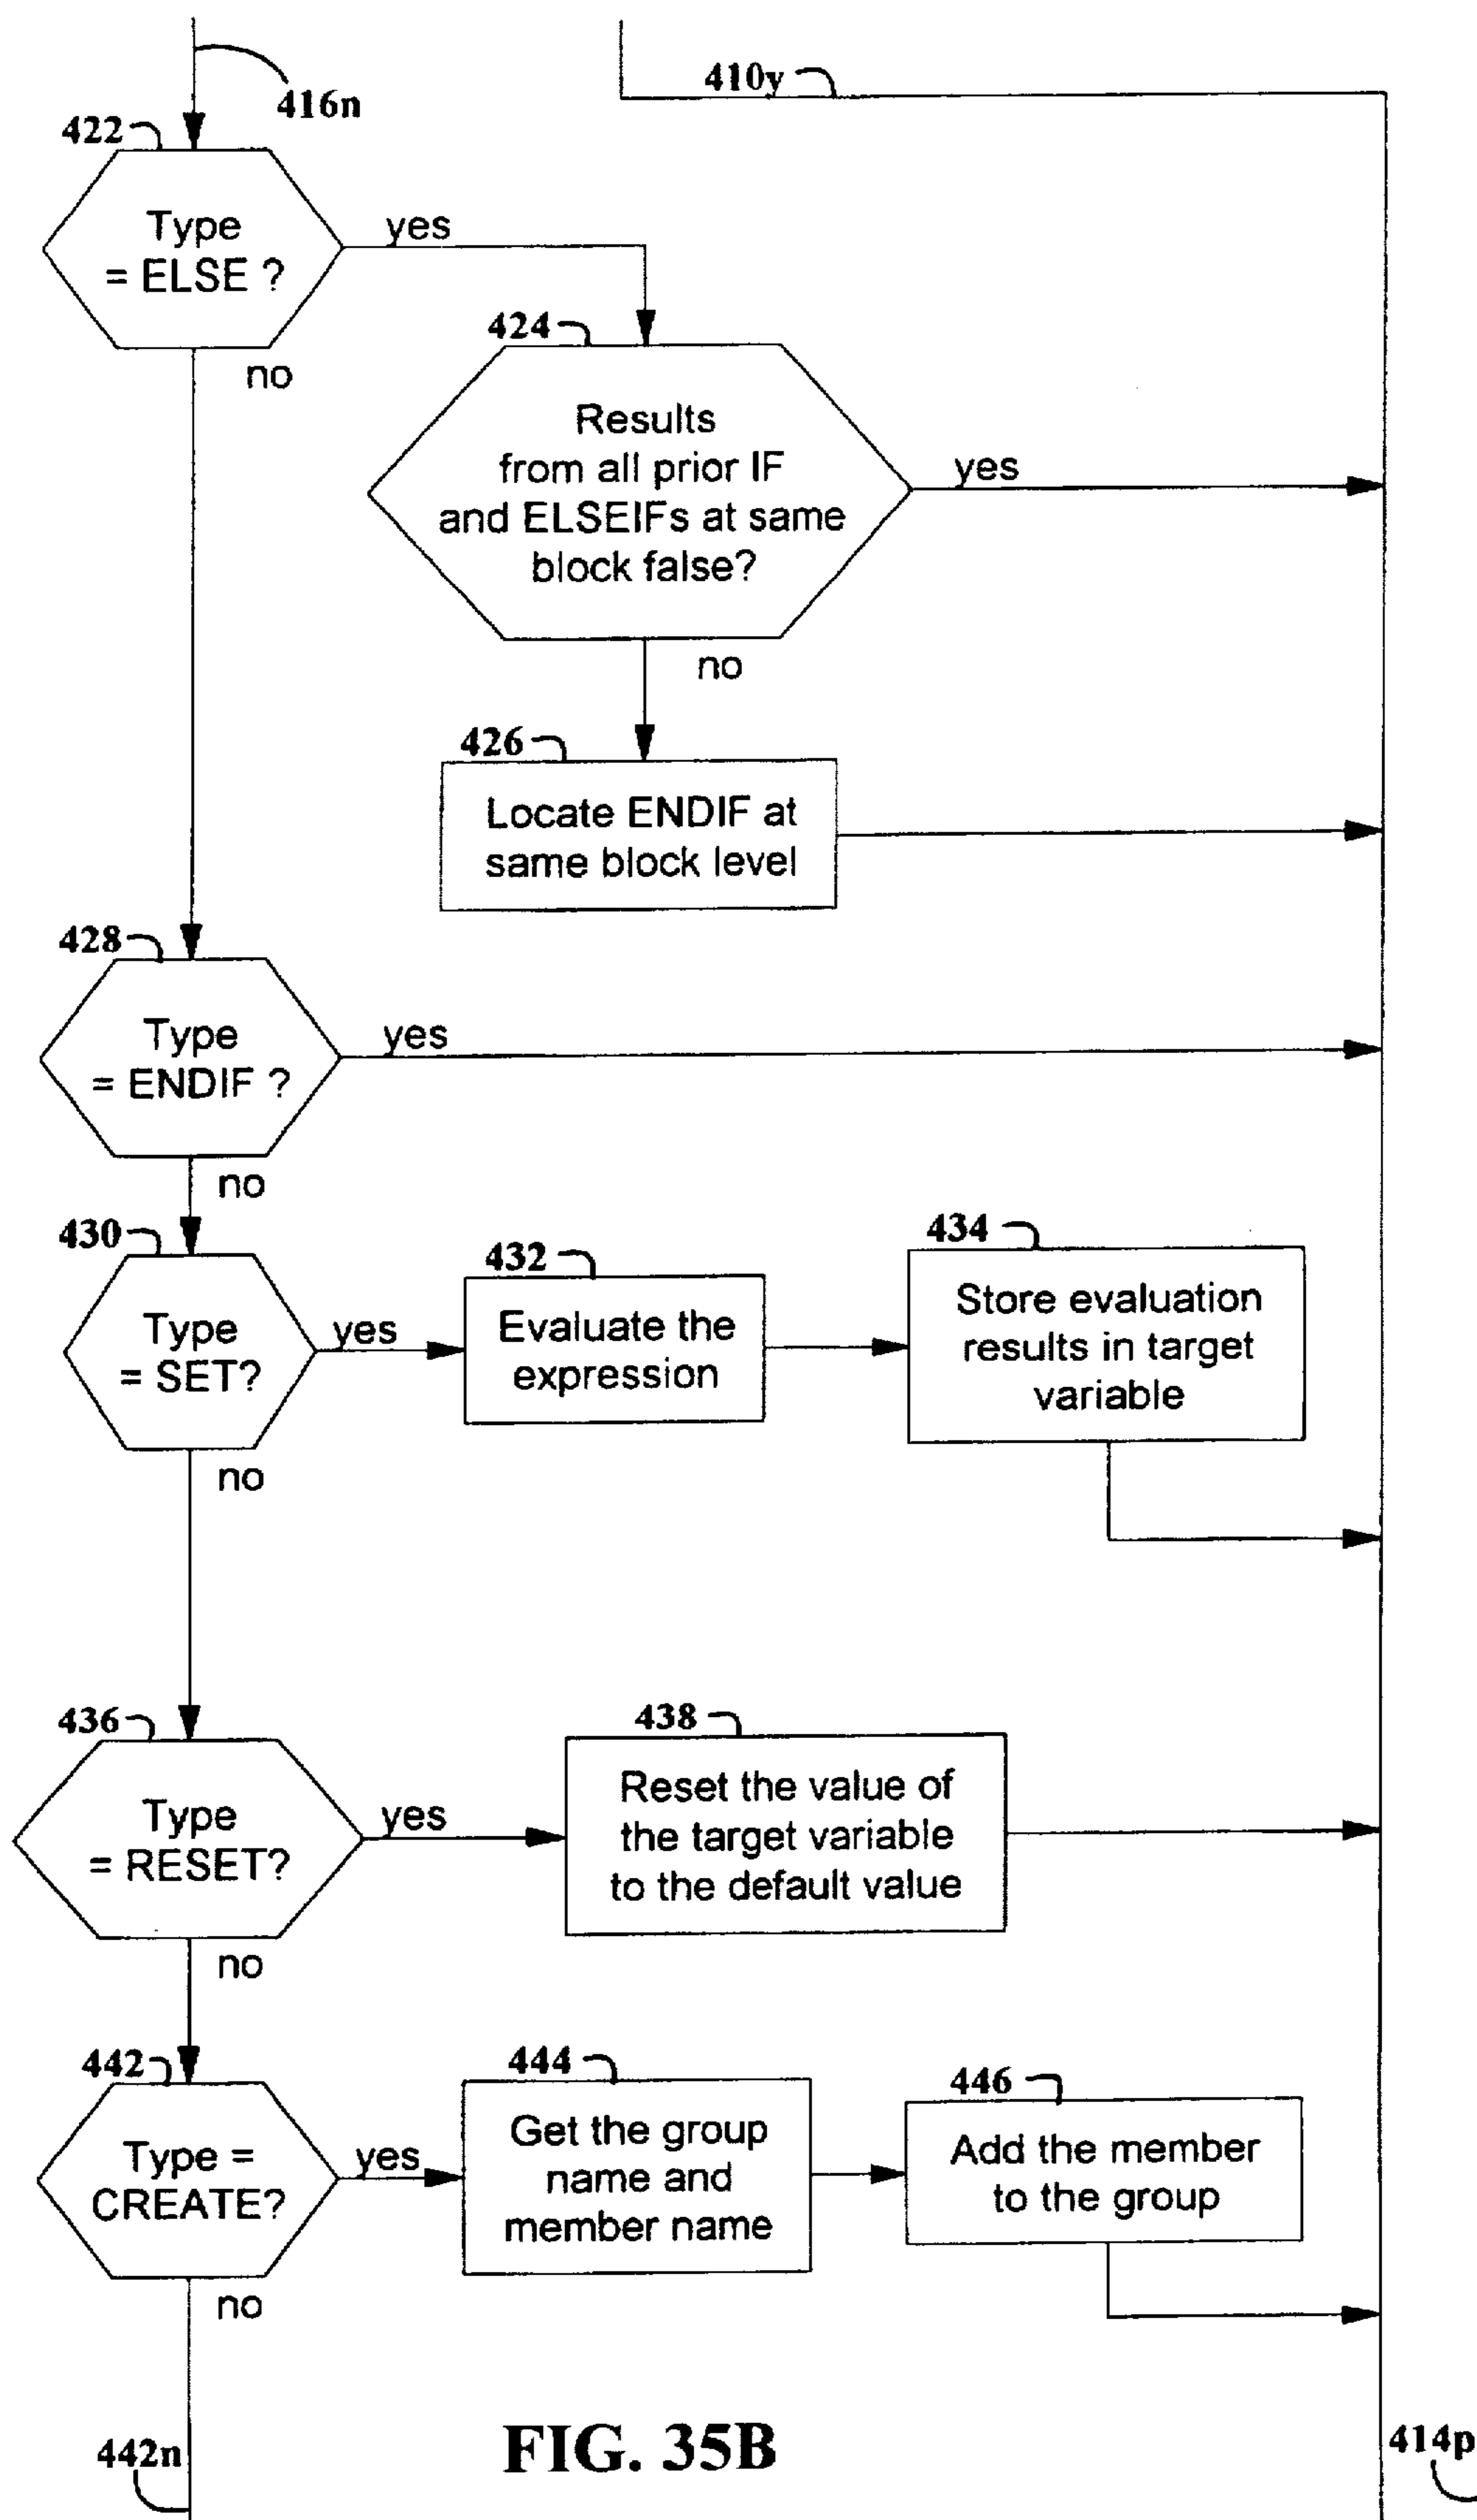 410y
416n
422
Type
= ELSE ?
yes
no
424
Results
from all prior IF
and ELSEIFs at same
block false?
yes
no
426
Locate ENDIF at
same block level
428
Type
= ENDIF ?
yes
no
430
Type
= SET?
yes
no
432
Evaluate the
expression
434
Store evaluation
results in target
variable
436
Type
= RESET?
yes
no
438
Reset the value of
the target variable
to the default value
442
Type =
CREATE?
yes
no
444
Get the group
name and
member name
446
Add the member
to the group
442n
FIG. 35B
414p